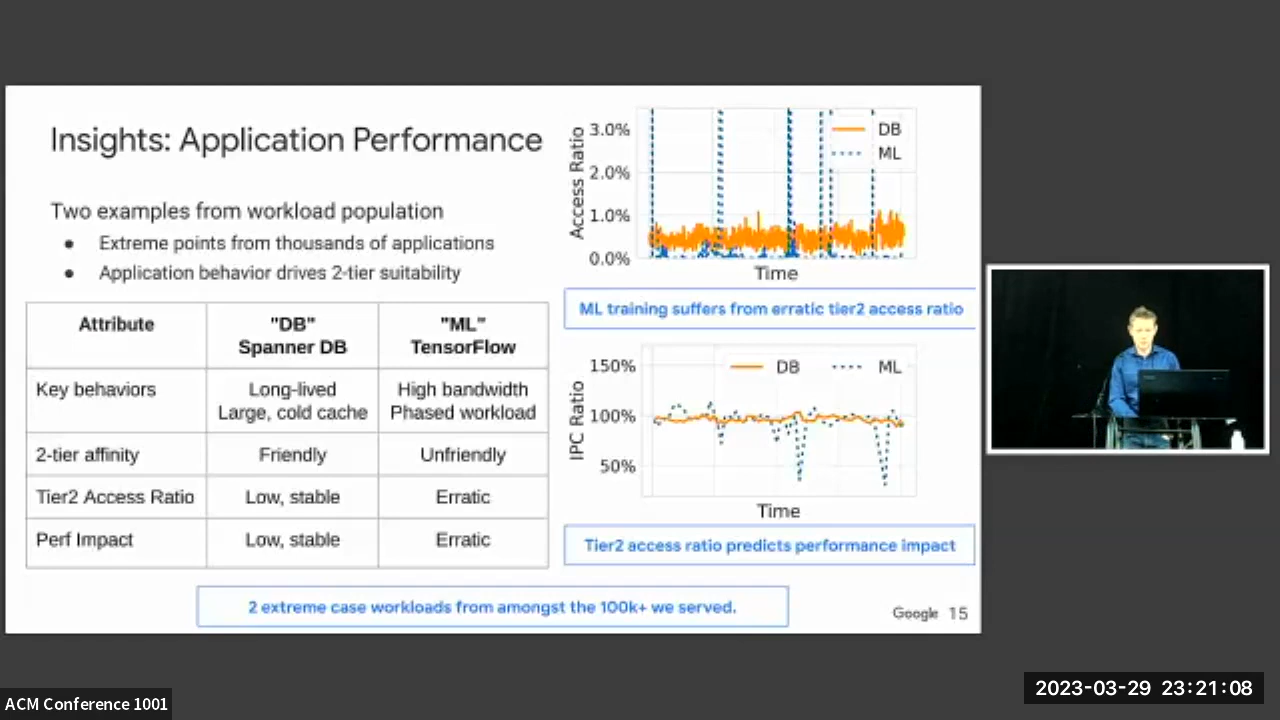 Insights: Application Performance
Two examples from workload population
● Extreme points from thousands of applications
● Application behavior drives 2-tier suitability
Attribute
"DB"
Spanner DB
"ML"
TensorFlow
Key behaviors
Long-lived
Large, cold cache
High bandwidth
Phased workload
2-tier affinity
Friendly
Unfriendly
Tier2 Access Ratio
Low, stable
Erratic
Perf Impact
Low, stable
Erratic
Access Ratio
3.0%
2.0%
1.0%
0.0%
DB
ML
Time
ML training suffers from erratic tier2 access ratio
IPC Ratio
150%
100%
50%
DB
ML
Time
Tier2 access ratio predicts performance impact
2 extreme case workloads from amongst the 100k+ we served.
Google 15
2023-03-29 23:21:08
ACM Conference 1001